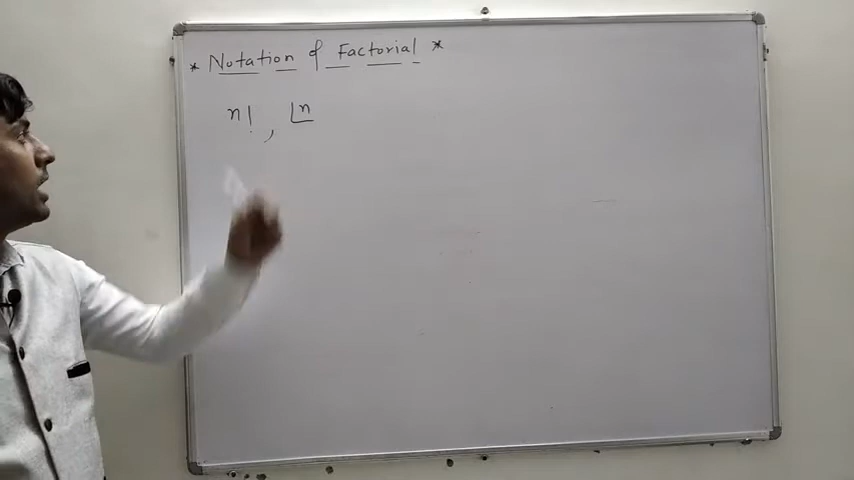 * Notation of Factorial *
n! , |n